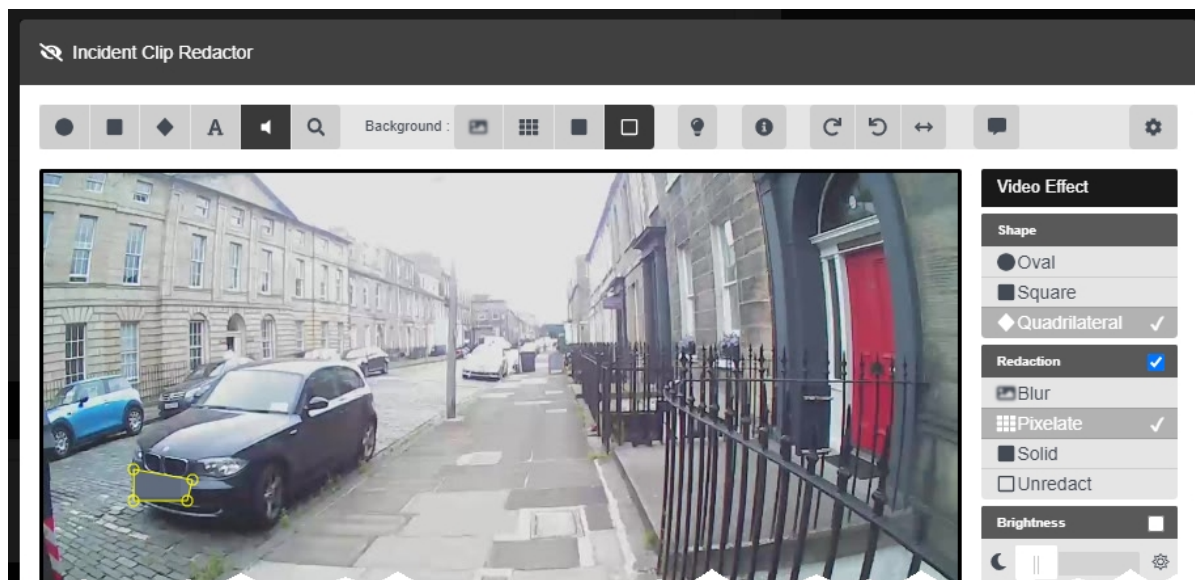 Incident Clip Redactor
A
Background :
Video Effect
Shape
Oval
Square
Quadrilateral
Redaction
Blur
Pixelate
Solid
Unredact
Brightness